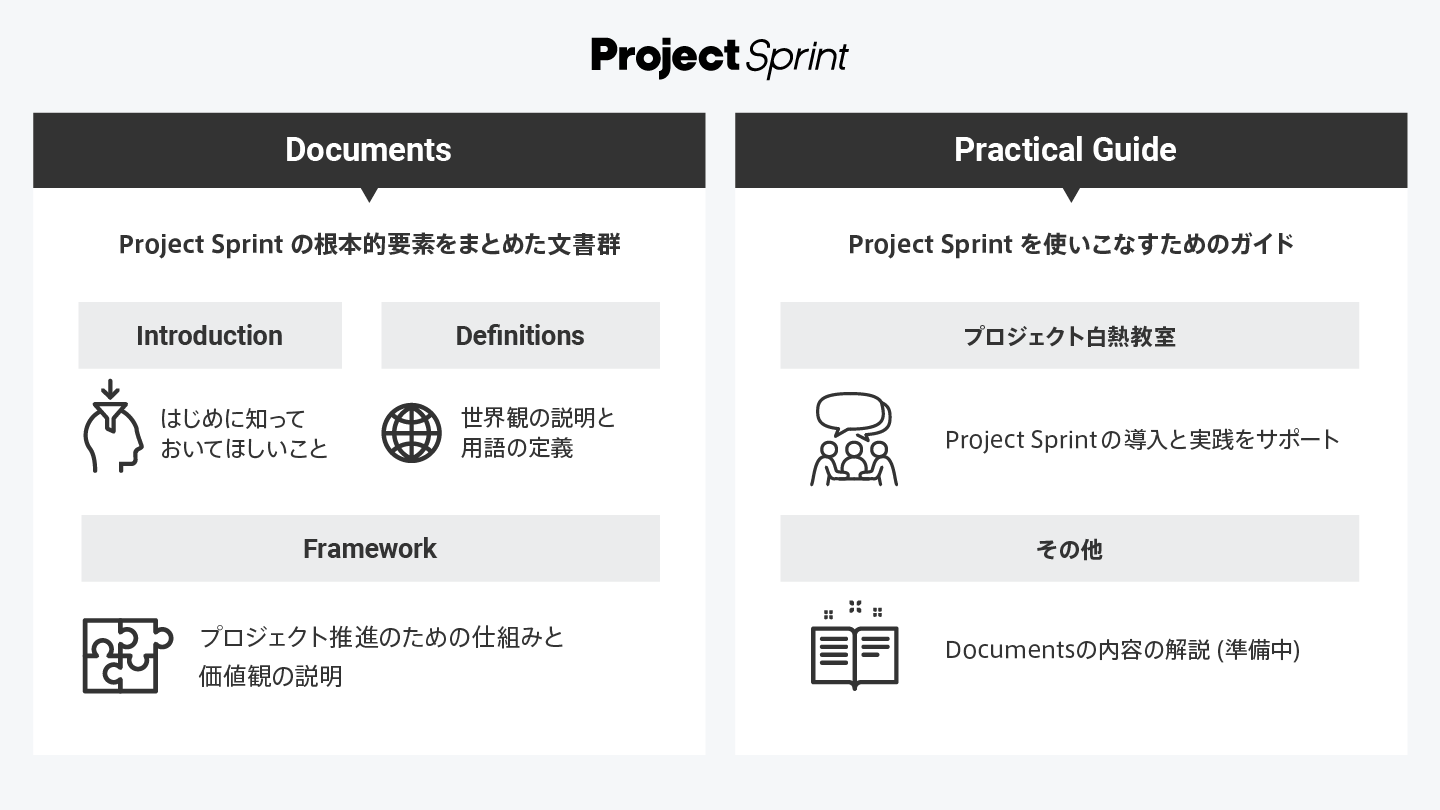 Project Sprint
Documents
Project Sprint の根本的要素をまとめた文書群
Introduction
はじめに知って
おいてほしいこと
Definitions
世界観の説明と
用語の定義
Framework
プロジェクト推進のための仕組みと
価値観の説明
Practical Guide
Project Sprint を使いこなすためのガイド
プロジェクト白熱教室
Project Sprintの導入と実践をサポート
その他
Documentsの内容の解説 (準備中)